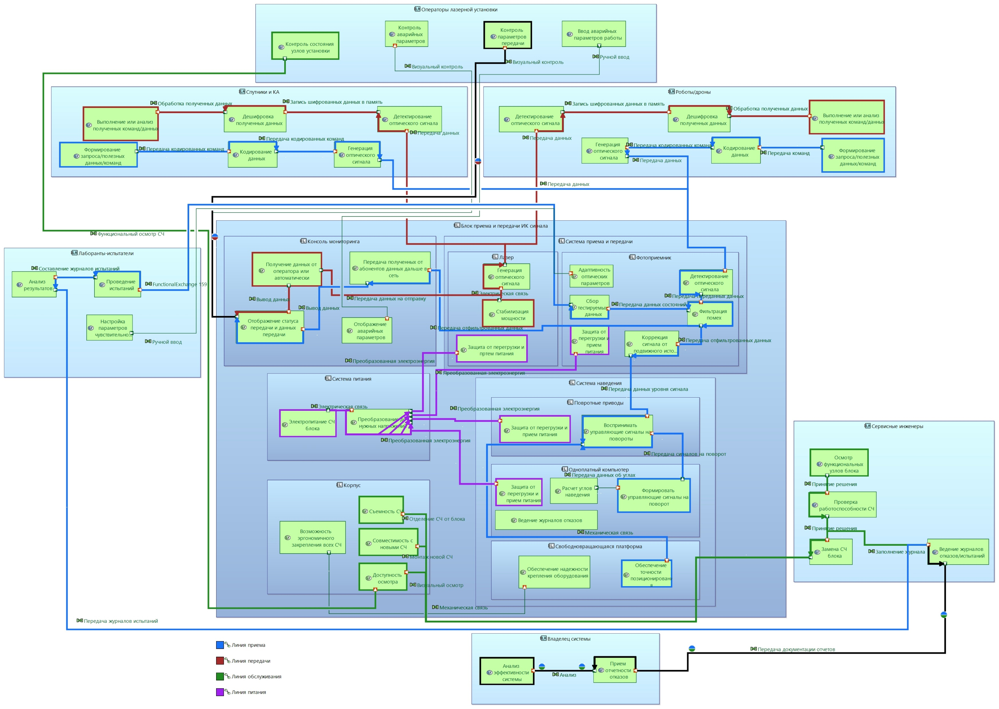 Операторы лазерной установки
Контроль состояния
узлов установки
Контроль
аварийных
параметров
Контроль
параметров
передачи
Ввод аварийных
параметров работы
Визуальный контроль
Визуальный контроль
Ручной ввод
Спутники и КА
Обработка полученных данных
Запись шифрованных данных в память
Выполнение или анализ
полученных команд/данных
Дешифровка
полученных данных
Детектирование
оптического сигнала
Передача данных
Передача кодированных команд
Формирование
запроса/полезных
данных/команд
Передача кодированных команд
Кодирование
данных
Генерация
оптического
сигнала
Роботы/дроны
Запись шифрованных данных в память
Обработка полученных данных
Детектирование
оптического сигнала
Дешифровка
полученных данных
Выполнение или анализ
полученных команд/данных
Передача данных
Генерация
оптического
сигнала
Передача кодированных команд
Передача данных
Кодирование
данных
Передача команд
Формирование
запроса/полезных
данных/команд
Передача данных
Функциональный осмотр СЧ
Лаборанты-испытатели
Составление журналов испытаний
Анализ
результатов
Проведение
испытаний
FunctionalExchange 159
Настройка
параметров
чувствительно...
Ручной ввод
Блок приема и передачи ИК сигнала
Консоль мониторинга
Получение данных от
оператора или
автоматически
Передача полученных от
абонентов данных дальше в
сеть
Вывод данных
Вывод данных
Передача данных на отправку
Отображение статуса
передачи и данных
передачи
Отображение
аварийных
параметров
Система приема и передачи
Лазер
Генерация
оптического
сигнала
Электрическая связь
Стабилизация
мощности
Передача отфильтрованных данных
Защита от перегрузки и
пртем питания
Фотоприемник
Адаптивность
оптических
параметров
Детектирование
оптического
сигнала
Передача переданных данных
Сбор
тестируемых
данных
Передача данных состояний
Фильтрация
помех
Защита от
перегрузки и
прием
питания
Коррекция
сигнала от
подвижного исто...
Передача отфильтрованных данных
Преобразованная электроэнергия
Преобразованная электроэнергия
Система питания
Электрическая связь
Электропитание СЧ
блока
Преобразование до
нужных напряжений
Преобразованная электроэнергия
Преобразованная электроэнергия
Система наведения
Передача данных уровня сигнала
Повротные приводы
Защита от перегрузки и
прием питания
Воспринимать
управляющие сигналы на
повороты
Передача сигналов на поворот
Одноплатный компьютер
Передача данных об углах
Защита от
перегрузки и
прием питания
Расчет углов
наведения
Формировать
управляющие сигналы на
поворот
Ведение журналов отказов
Механическая связь
Свободновращающаяся платформа
Обеспечение надежности
крепления оборудования
Обеспечение
точности
позиционировани
я
Корпус
Съемность СЧ
Отделение СЧ от блока
Возможность
эргономичного
закрепления всех СЧ
Совместимость с
новыми СЧ
Монтаж новой СЧ
Доступность
осмотра
Визуальный осмотр
Механическая связь
Сервисные инженеры
Осмотр
функциональных
узлов блока
Принятие решения
Проверка
работоспособности СЧ
Принятие решения
Замена СЧ
блока
Заполнение журнала
Ведение журналов
отказов/испытаний
Передача журналов испытаний
Владелец системы
Анализ
эффективности
системы
Анализ
Прием
отчетности
отказов
Передача документации отчетов
Линия приема
Линия передачи
Линия обслуживания
Линия питания